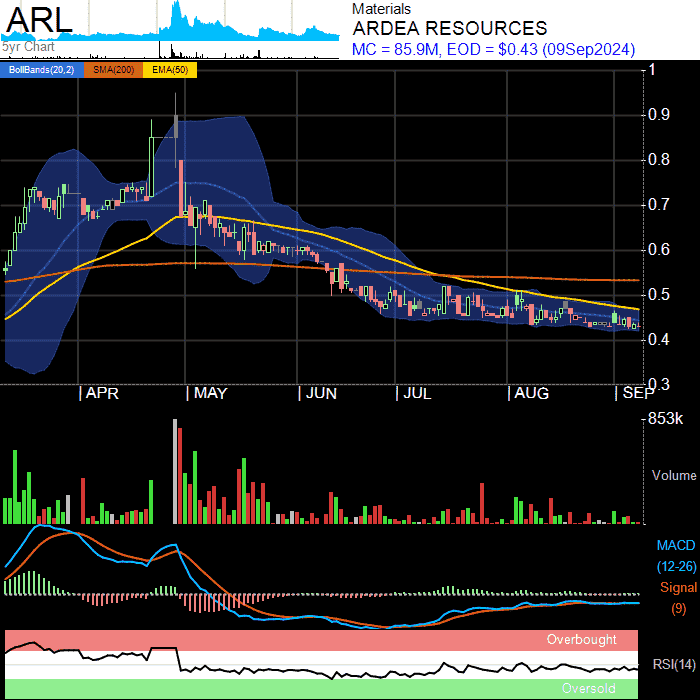 ARL
5yr Chart
Materials
ARDEA RESOURCES
MC = 85.9M, EOD = $0.43 (09Sep2024)
BollBands(20,2) SMA(200) EMA(50)
1
0.9
0.8
0.7
0.6
0.5
0.4
0.3
APR MAY JUN JUL AUG SEP
853k
Volume
MACD
(12-26)
Signal
(9)
Overbought
RSI(14)
Oversold